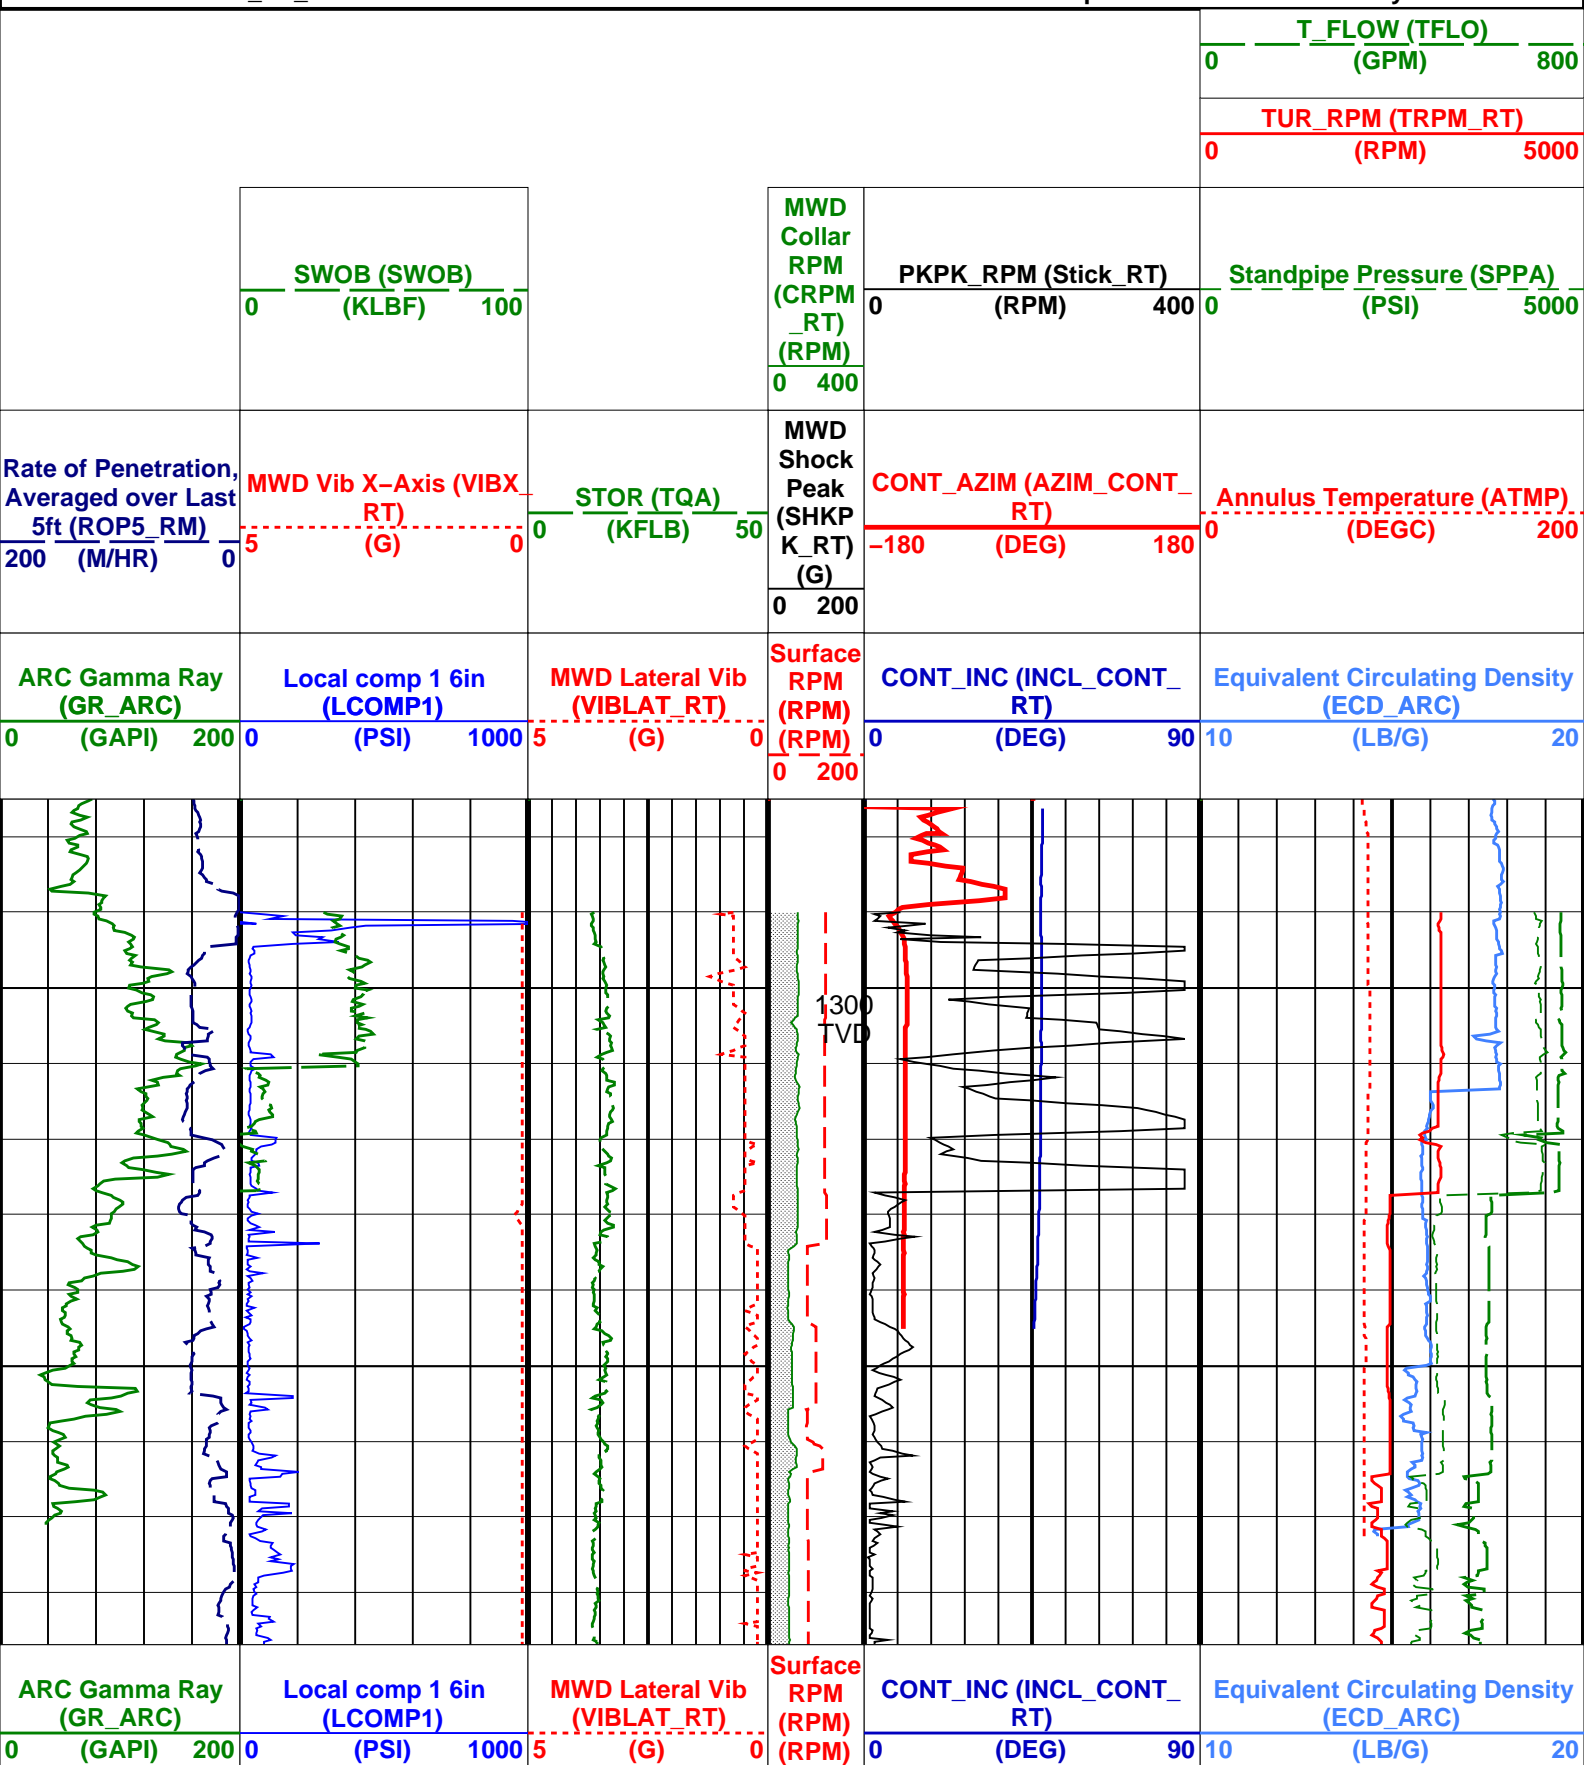 T_FLOW (TFLO)
0 (GPM) 800
TUR_RPM (TRPM_RT)
0 (RPM) 5000
SWOB (SWOB)
0 (KLBF) 100
MWD
Collar
RPM
(CRPM
_RT)
(RPM)
0 400
PKPK_RPM (Stick_RT)
0 (RPM) 400
Standpipe Pressure (SPPA)
0 (PSI) 5000
Rate of Penetration,
Averaged over Last
5ft (ROP5_RM)
200 (M/HR) 0
MWD Vib X−Axis (VIBX_
RT)
5 (G) 0
STOR (TQA)
0 (KFLB) 50
MWD
Shock
Peak
(SHKP
K_RT)
(G)
0 200
CONT_AZIM (AZIM_CONT_
RT)
−180 (DEG) 180
Annulus Temperature (ATMP)
0 (DEGC) 200
ARC Gamma Ray
(GR_ARC)
0 (GAPI) 200
Local comp 1 6in
(LCOMP1)
0 (PSI) 1000
MWD Lateral Vib
(VIBLAT_RT)
5 (G) 0
Surface
RPM
(RPM)
(RPM)
0 200
CONT_INC (INCL_CONT_
RT)
0 (DEG) 90
Equivalent Circulating Density
(ECD_ARC)
10 (LB/G) 20
1300
TVD
ARC Gamma Ray
(GR_ARC)
0 (GAPI) 200
Local comp 1 6in
(LCOMP1)
0 (PSI) 1000
MWD Lateral Vib
(VIBLAT_RT)
5 (G) 0
Surface
RPM
(RPM)
(RPM)
CONT_INC (INCL_CONT_
RT)
0 (DEG) 90
Equivalent Circulating Density
(ECD_ARC)
10 (LB/G) 20